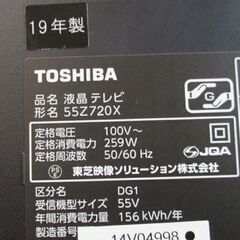 19年製
TOSHIBA
品名 液晶テレビ
形名 55Z720X
定格電圧 100V~
定格消費電力 259W
定格周波数 50/60 Hz
JQA
PS
E
東芝映像ソリューション株式会社
区分名 DG1
受信機型サイズ 55V
年間消費電力量 156 kWh/年
製造番号 14V04998